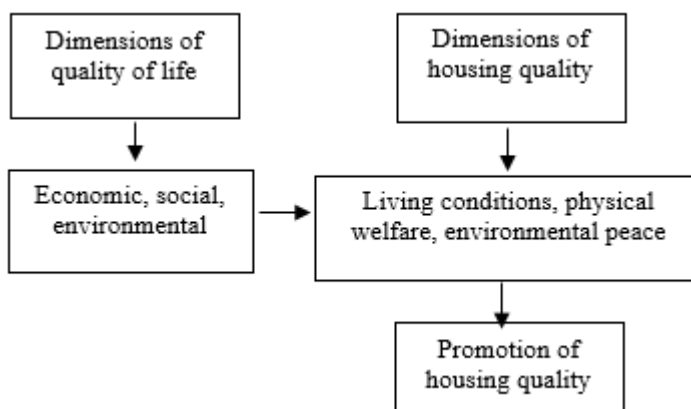 Dimensions of
quality of life
Dimensions of
housing quality
Economic, social,
environmental
Living conditions, physical
welfare, environmental peace
Promotion of
housing quality